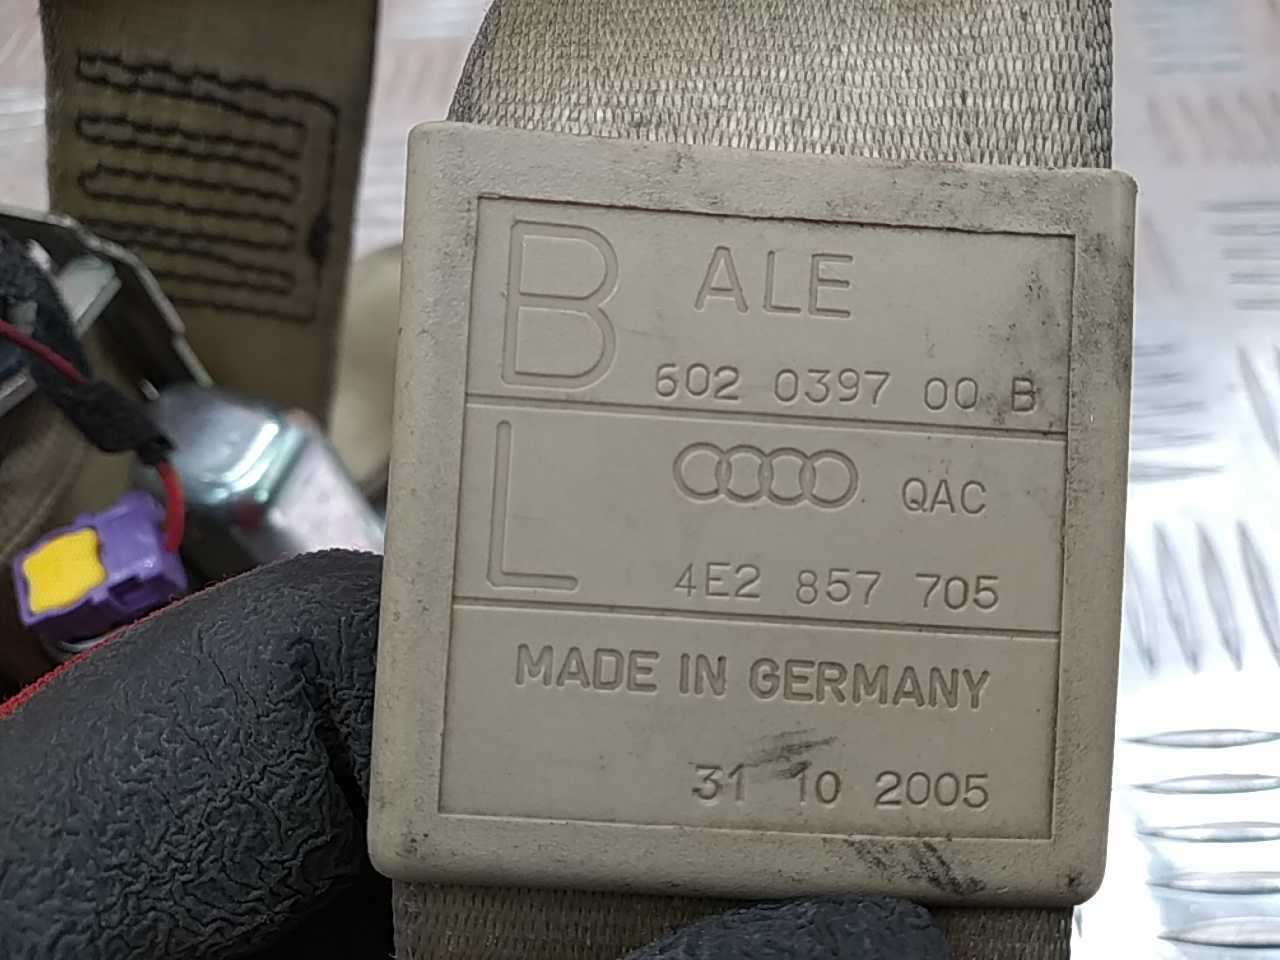 B ALE
602 0397 00 B
L QAC
4E2 857 705
MADE IN GERMANY
31 10 2005